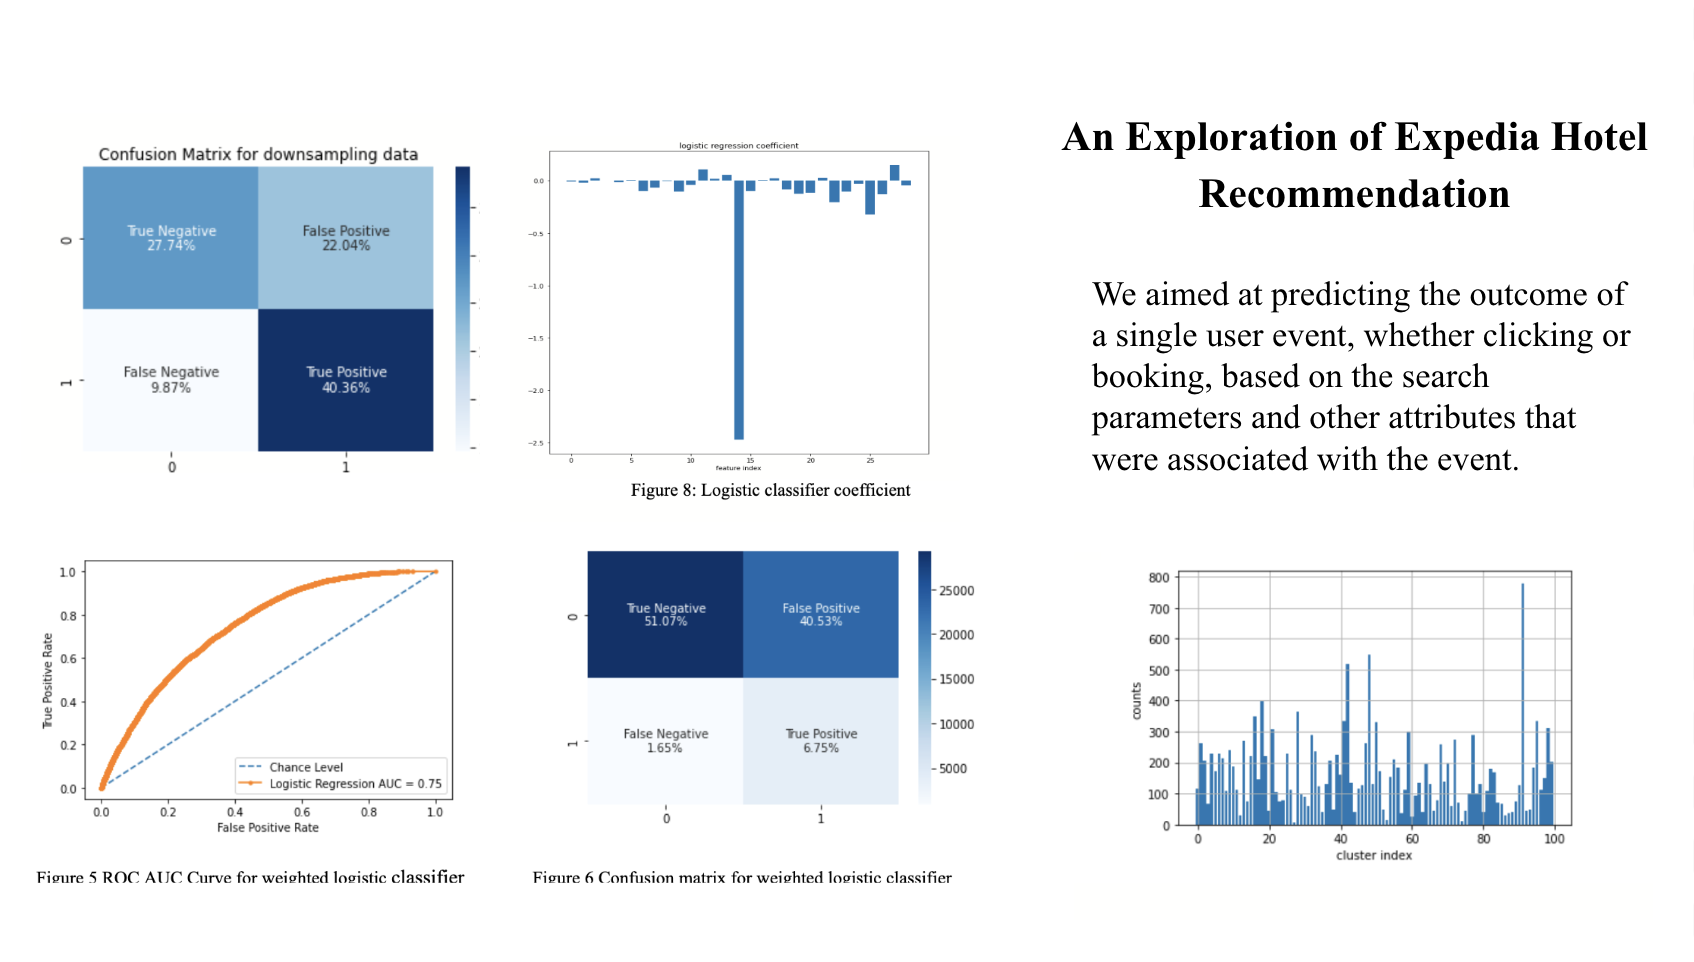 An Exploration of Expedia Hotel
Recommendation
We aimed at predicting the outcome of
a single user event, whether clicking or
booking, based on the search
parameters and other attributes that
were associated with the event.
Confusion Matrix for downsampling data
True Negative
27.74%
False Positive
22.04%
False Negative
9.87%
True Positive
40.36%
0
1
0
1
logistic regression coefficient
0.0
−0.5
−1.0
−1.5
−2.0
−2.5
0
5
10
15
20
25
feature index
Figure 8: Logistic classifier coefficient
True Positive Rate
1.0
0.8
0.6
0.4
0.2
0.0
Chance Level
Logistic Regression AUC = 0.75
0.0
0.2
0.4
0.6
0.8
1.0
False Positive Rate
Figure 5 ROC AUC Curve for weighted logistic classifier
True Negative
51.07%
False Positive
40.53%
False Negative
1.65%
True Positive
6.75%
0
1
0
1
25000
20000
15000
10000
5000
Figure 6 Confusion matrix for weighted logistic classifier
counts
800
700
600
500
400
300
200
100
0
0
20
40
60
80
100
cluster index